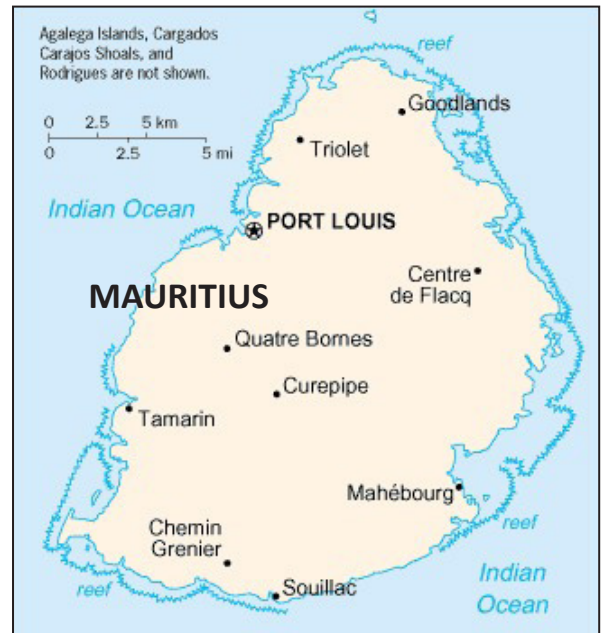 Agalega Islands, Cargados
Carajos Shoals, and
Rodrigues are not shown.
reef
Goodlands
0 2.5 5 km
0 2.5 5 mi
Triolet
Indian Ocean
PORT LOUIS
Centre
de Flacq
MAURITIUS
Quatre Bornes
Curepipe
Tamarin
Mahébourg
reef
Chemin
Grenier
Indian
Ocean
reef
Souillac